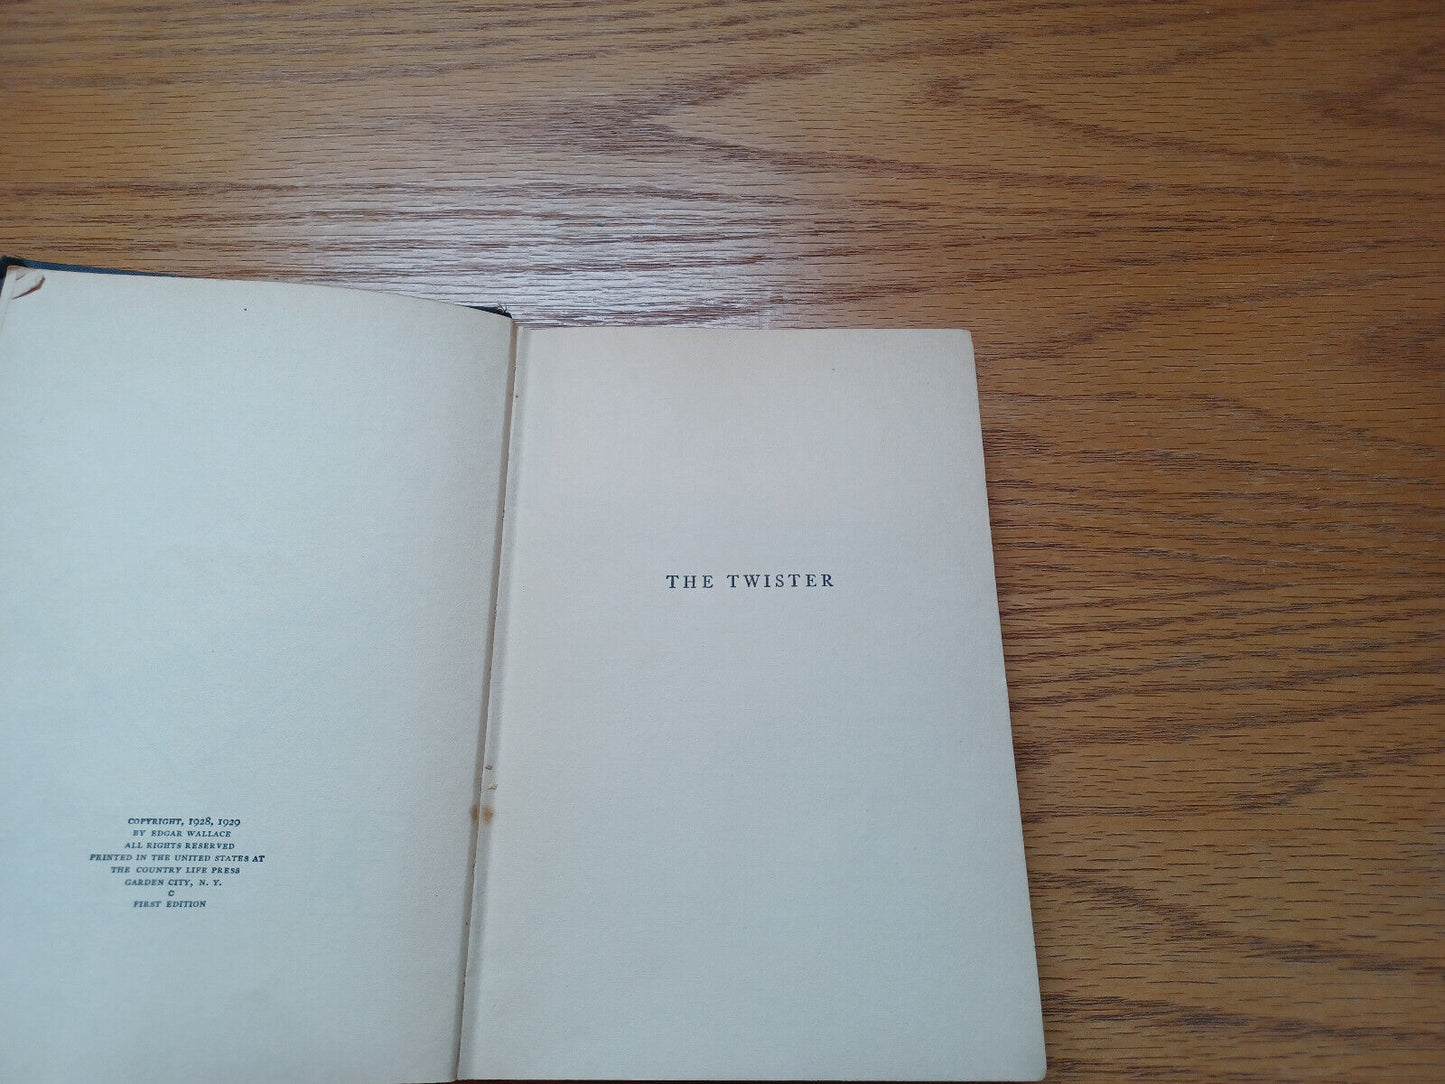 COPYRIGHT, 1928, 1929
BY EDGAR WALLACE
ALL RIGHTS RESERVED
PRINTED IN THE UNITED STATES AT
THE COUNTRY LIFE PRESS
GARDEN CITY, N. Y.
C
FIRST EDITION
THE TWISTER